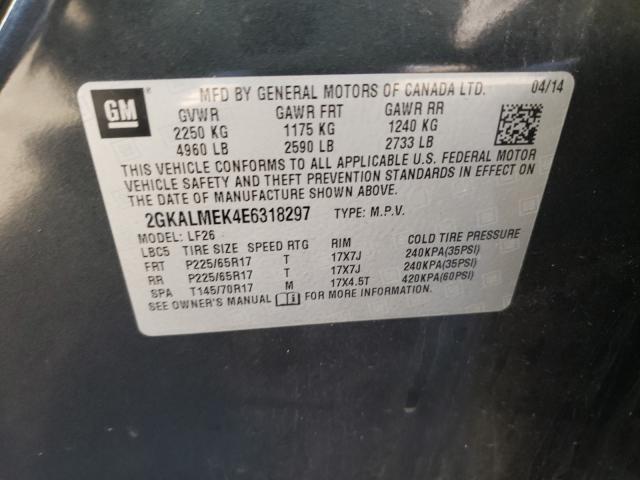 GM
MFD BY GENERAL MOTORS OF CANADA LTD. 04/14
GVWR GAWR FRT GAWR RR
2250 KG 1175 KG 1240 KG
4960 LB 2590 LB 2733 LB
THIS VEHICLE CONFORMS TO ALL APPLICABLE U.S. FEDERAL MOTOR
VEHICLE SAFETY AND THEFT PREVENTION STANDARDS IN EFFECT ON
THE DATE OF MANUFACTURE SHOWN ABOVE.
2GKALMEK4E6318297 TYPE: M.P.V.
MODEL: LF26
LBC5 TIRE SIZE SPEED RTG RIM COLD TIRE PRESSURE
FRT P225/65R17 T 17X7J 240KPA(35PSI)
RR P225/65R17 T 17X7J 240KPA(35PSI)
SPA T145/70R17 M 17X4.5T 420KPA(60PSI)
SEE OWNER'S MANUAL FOR MORE INFORMATION.